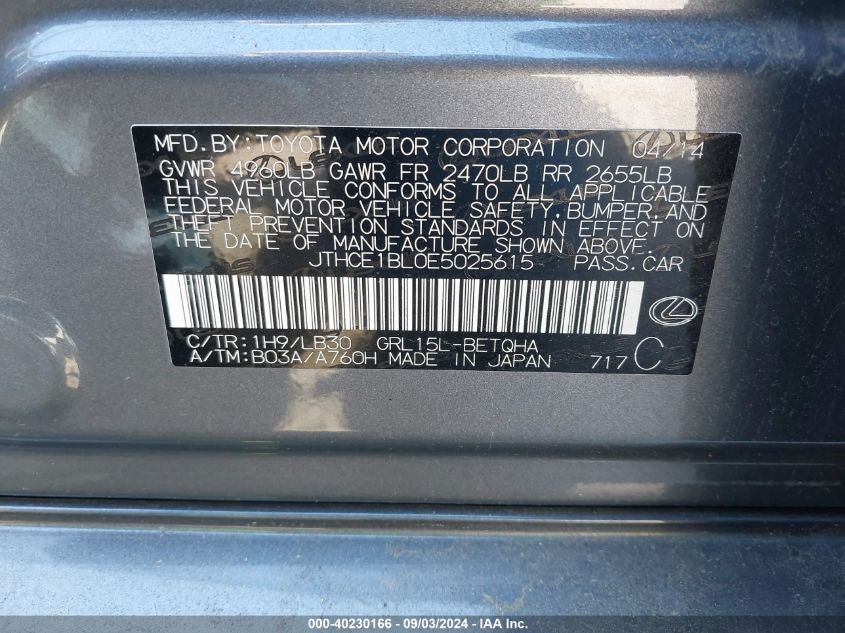 MFD. BY: TOYOTA MOTOR CORPORATION 04/14
GVWR 4960LB GAWR FR 2470LB RR 2655LB
THIS VEHICLE CONFORMS TO ALL APPLICABLE
FEDERAL MOTOR VEHICLE SAFETY, BUMPER, AND
THEFT PREVENTION STANDARDS IN EFFECT ON
THE DATE OF MANUFACTURE SHOWN ABOVE.
JTHCE1BL0E5025615 PASS. CAR
C/TR: 1H9/LB30 GRL15L-BETQHA
A/TM: B03A/A760H MADE IN JAPAN 717 C
000-40230166 - 09/03/2024 - IAA Inc.